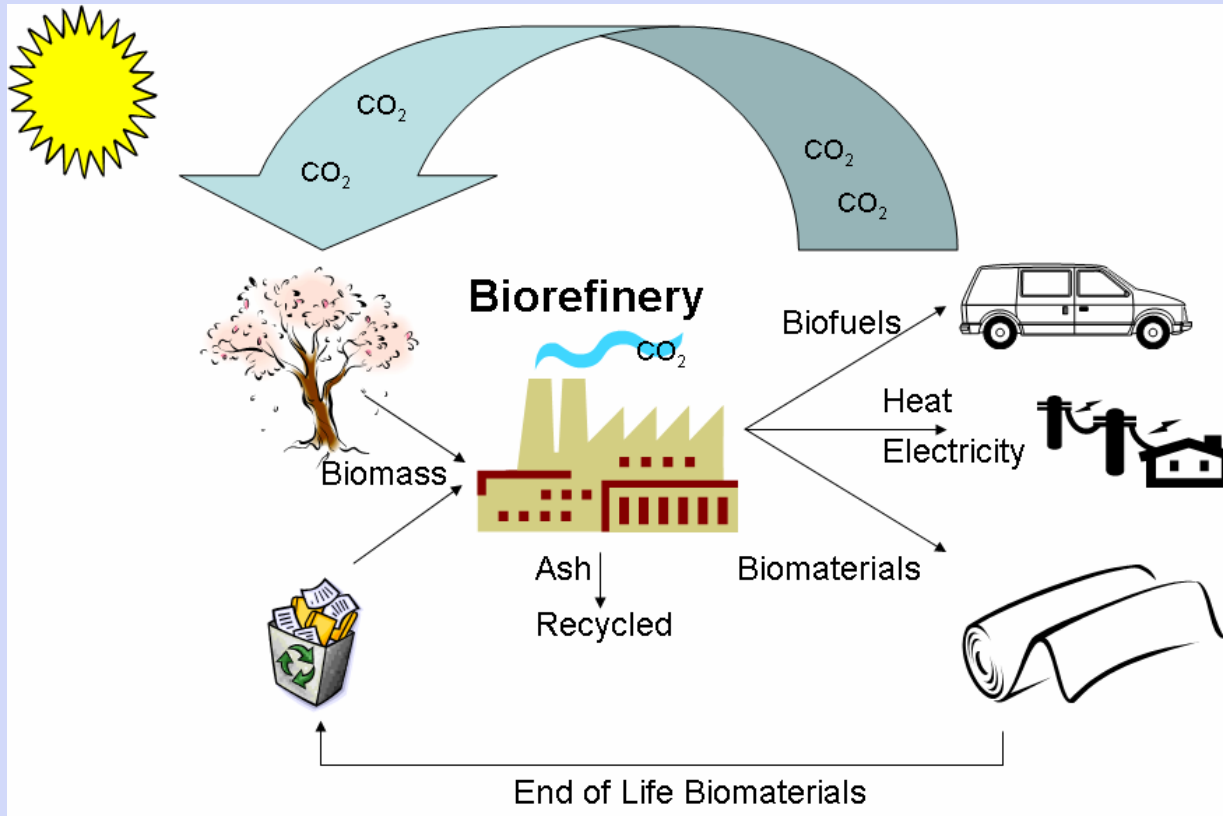 CO₂
CO₂
CO₂
CO₂
Biorefinery
CO₂
Biofuels
Heat
Electricity
Biomass
Ash
Recycled
Biomaterials
End of Life Biomaterials